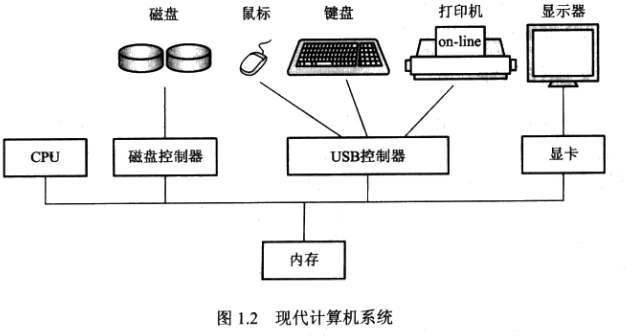 磁盘 鼠标 键盘 打印机 显示器
on-line
CPU 磁盘控制器 USB控制器 显卡
内存
图 1.2 现代计算机系统